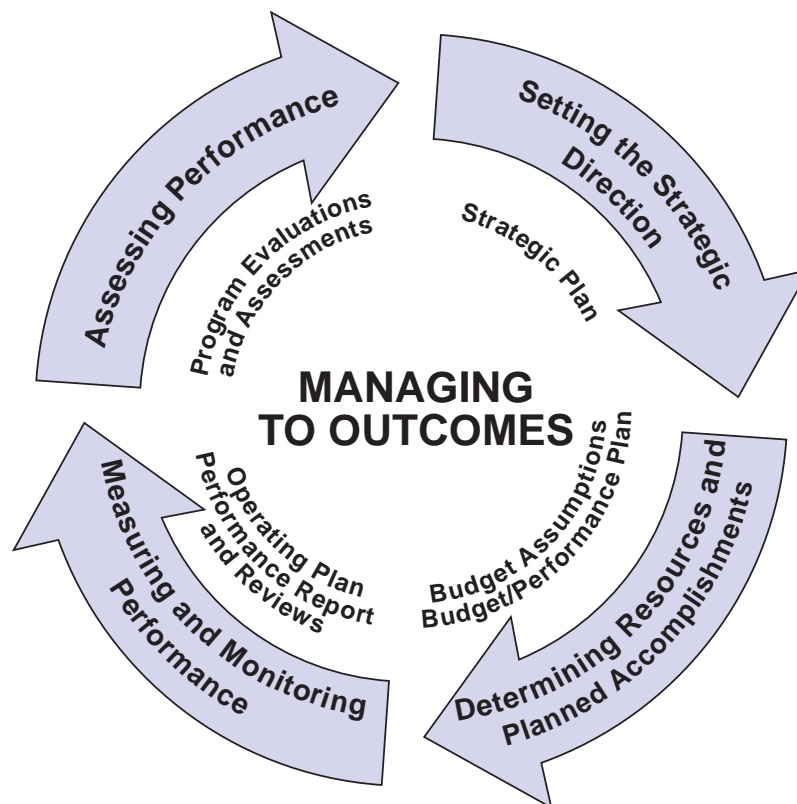 Assessing Performance
Program Evaluations
and Assessments
Setting the Strategic
Direction
Strategic Plan
MANAGING
TO OUTCOMES
Budget Assumptions
Budget/Performance Plan
Determining Resources and
Planned Accomplishments
Operating Plan
Performance Report
and Reviews
Measuring and Monitoring
Performance